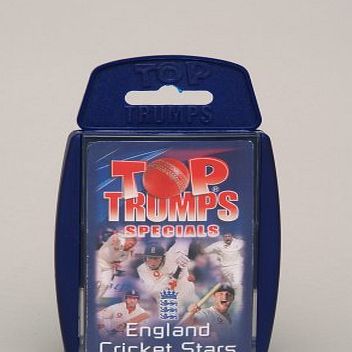 TOP
TRUMPS
TOP
TRUMPS®
SPECIALS
England
Cricket Stars